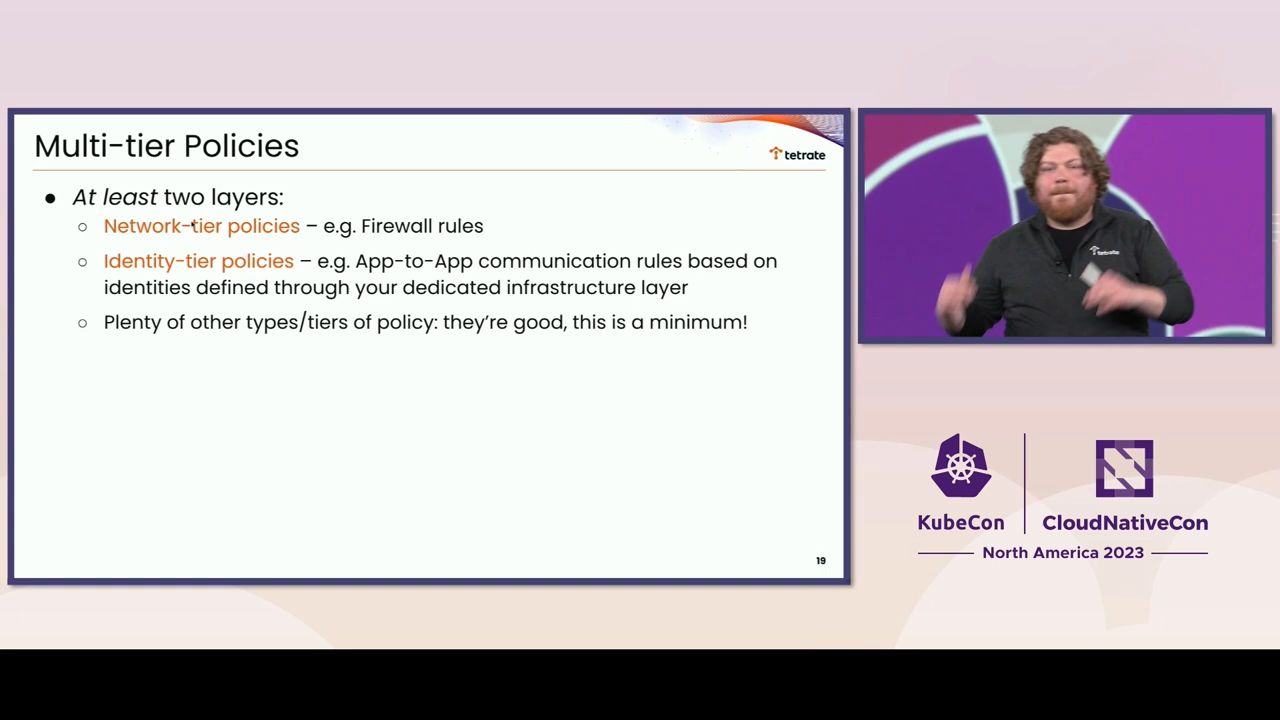 Multi-tier Policies
tetrate
● At least two layers:
○ Network-tier policies – e.g. Firewall rules
○ Identity-tier policies – e.g. App-to-App communication rules based on
identities defined through your dedicated infrastructure layer
○ Plenty of other types/tiers of policy: they’re good, this is a minimum!
19
tetrate
KubeCon
CloudNativeCon
North America 2023